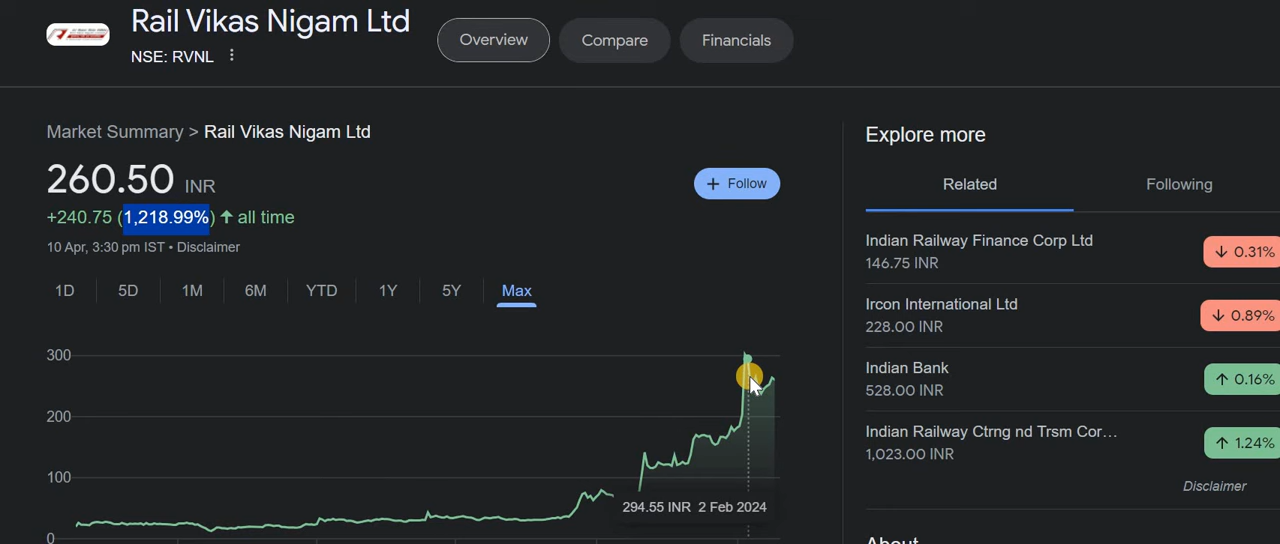 Rail Vikas Nigam Ltd
NSE: RVNL
Overview
Compare
Financials
Market Summary > Rail Vikas Nigam Ltd
260.50 INR
+240.75 (1,218.99%) ↑ all time
10 Apr, 3:30 pm IST • Disclaimer
+ Follow
1D 5D 1M 6M YTD 1Y 5Y Max
300
200
100
0
294.55 INR 2 Feb 2024
Explore more
Related Following
Indian Railway Finance Corp Ltd
146.75 INR
↓ 0.31%
Ircon International Ltd
228.00 INR
↓ 0.89%
Indian Bank
528.00 INR
↑ 0.16%
Indian Railway Ctrng nd Trsm Cor...
1,023.00 INR
↑ 1.24%
Disclaimer
About